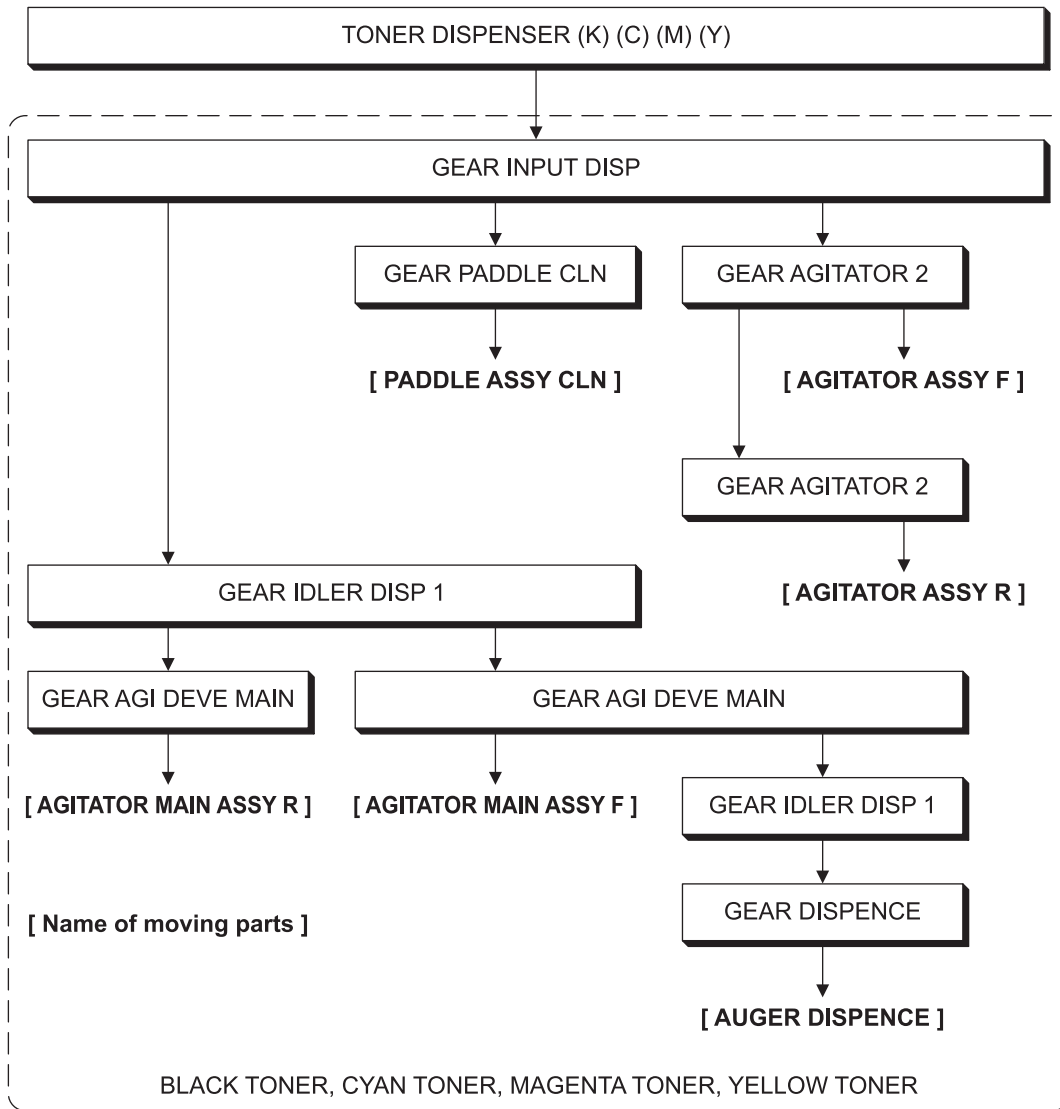 TONER DISPENSER (K) (C) (M) (Y)
GEAR INPUT DISP
GEAR PADDLE CLN
GEAR AGITATOR 2
[ PADDLE ASSY CLN ]
[ AGITATOR ASSY F ]
GEAR AGITATOR 2
[ AGITATOR ASSY R ]
GEAR IDLER DISP 1
GEAR AGI DEVE MAIN
GEAR AGI DEVE MAIN
[ AGITATOR MAIN ASSY R ]
[ AGITATOR MAIN ASSY F ]
GEAR IDLER DISP 1
GEAR DISPENCE
[ Name of moving parts ]
[ AUGER DISPENCE ]
BLACK TONER, CYAN TONER, MAGENTA TONER, YELLOW TONER